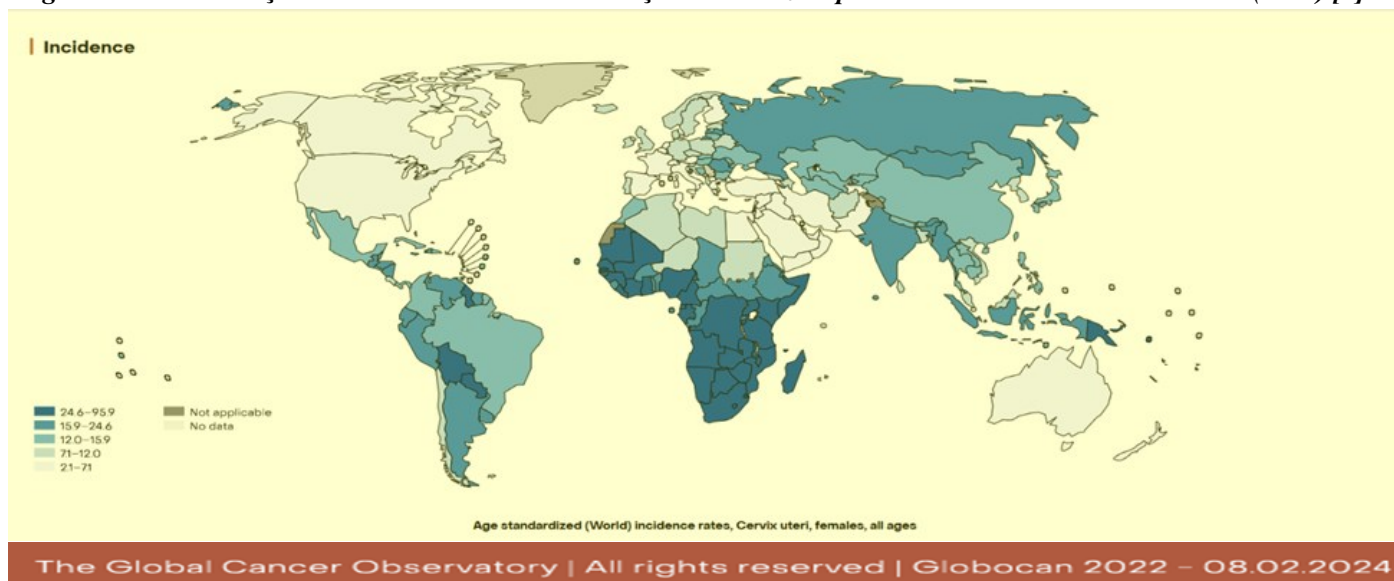 Incidence
24.6–95.9
15.9–24.6
12.0–15.9
7.1–12.0
2.1–7.1
Not applicable
No data
Age standardized (World) incidence rates, Cervix uteri, females, all ages
The Global Cancer Observatory | All rights reserved | Globocan 2022 – 08.02.2024